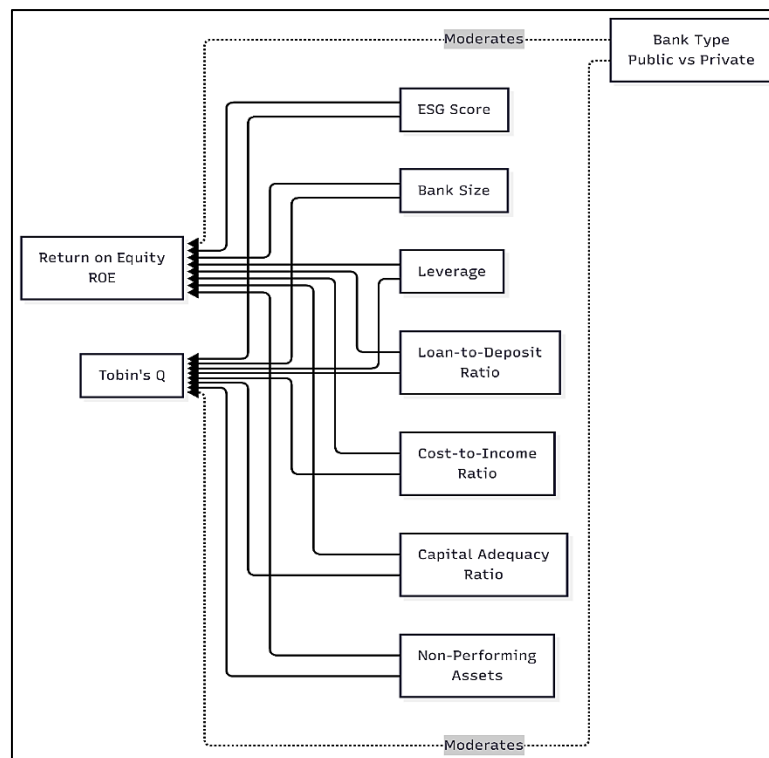 Moderates
Bank Type
Public vs Private
ESG Score
Bank Size
Return on Equity
ROE
Leverage
Loan-to-Deposit
Ratio
Tobin's Q
Cost-to-Income
Ratio
Capital Adequacy
Ratio
Non-Performing
Assets
Moderates